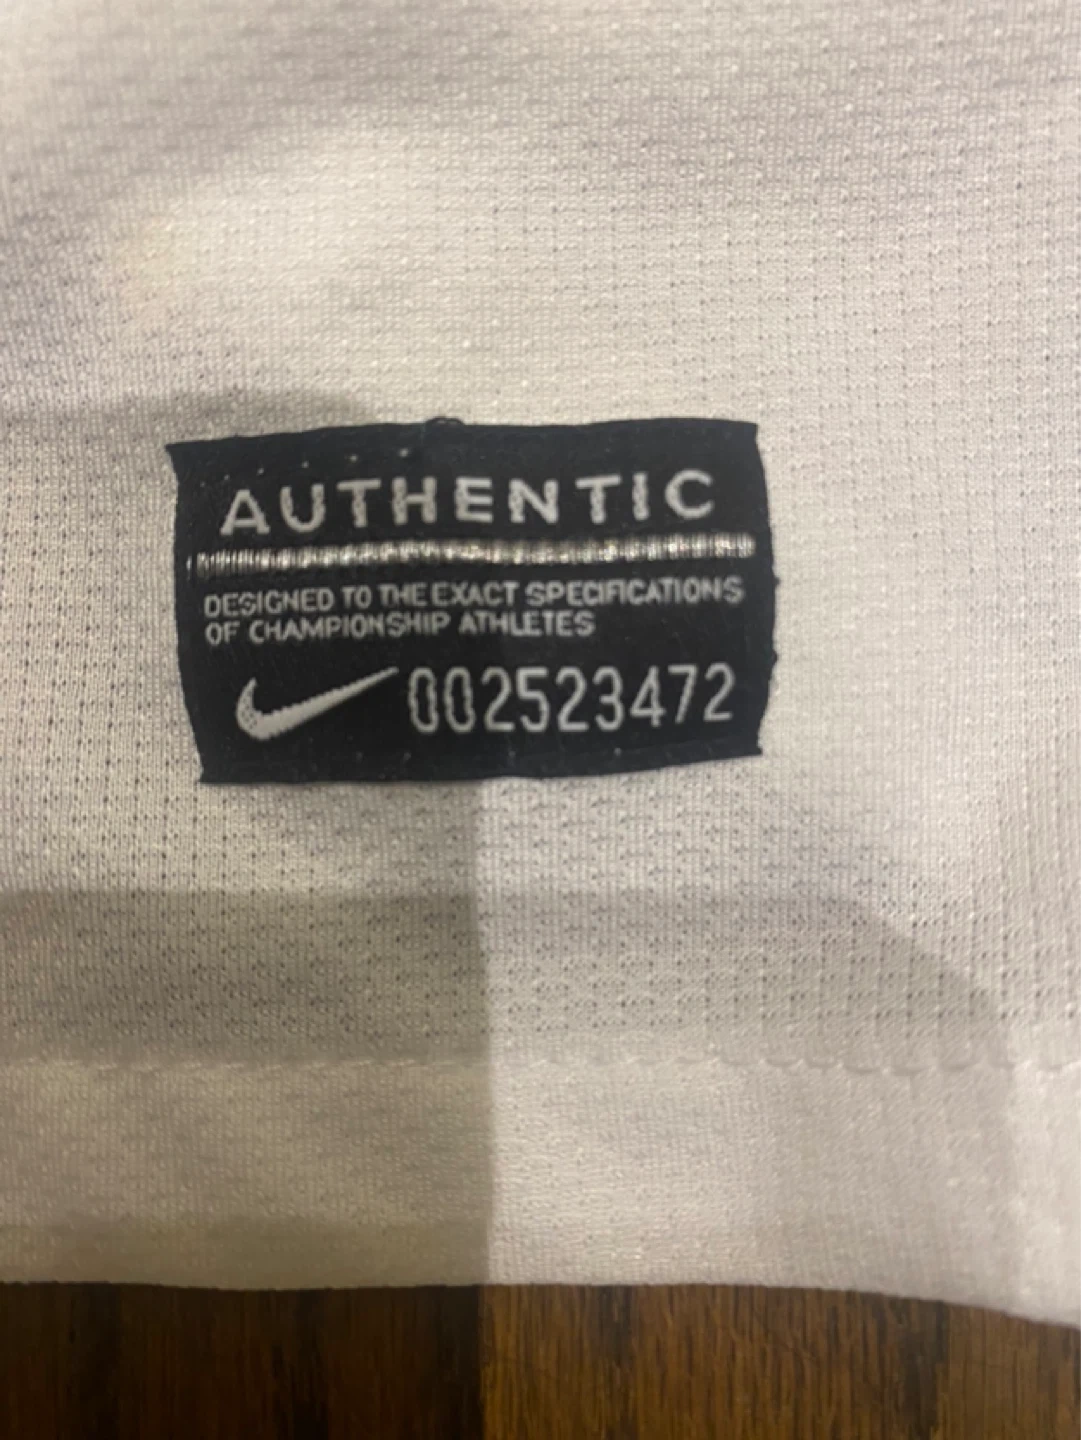 AUTHENTIC
DESIGNED TO THE EXACT SPECIFICATIONS
OF CHAMPIONSHIP ATHLETES
002523472